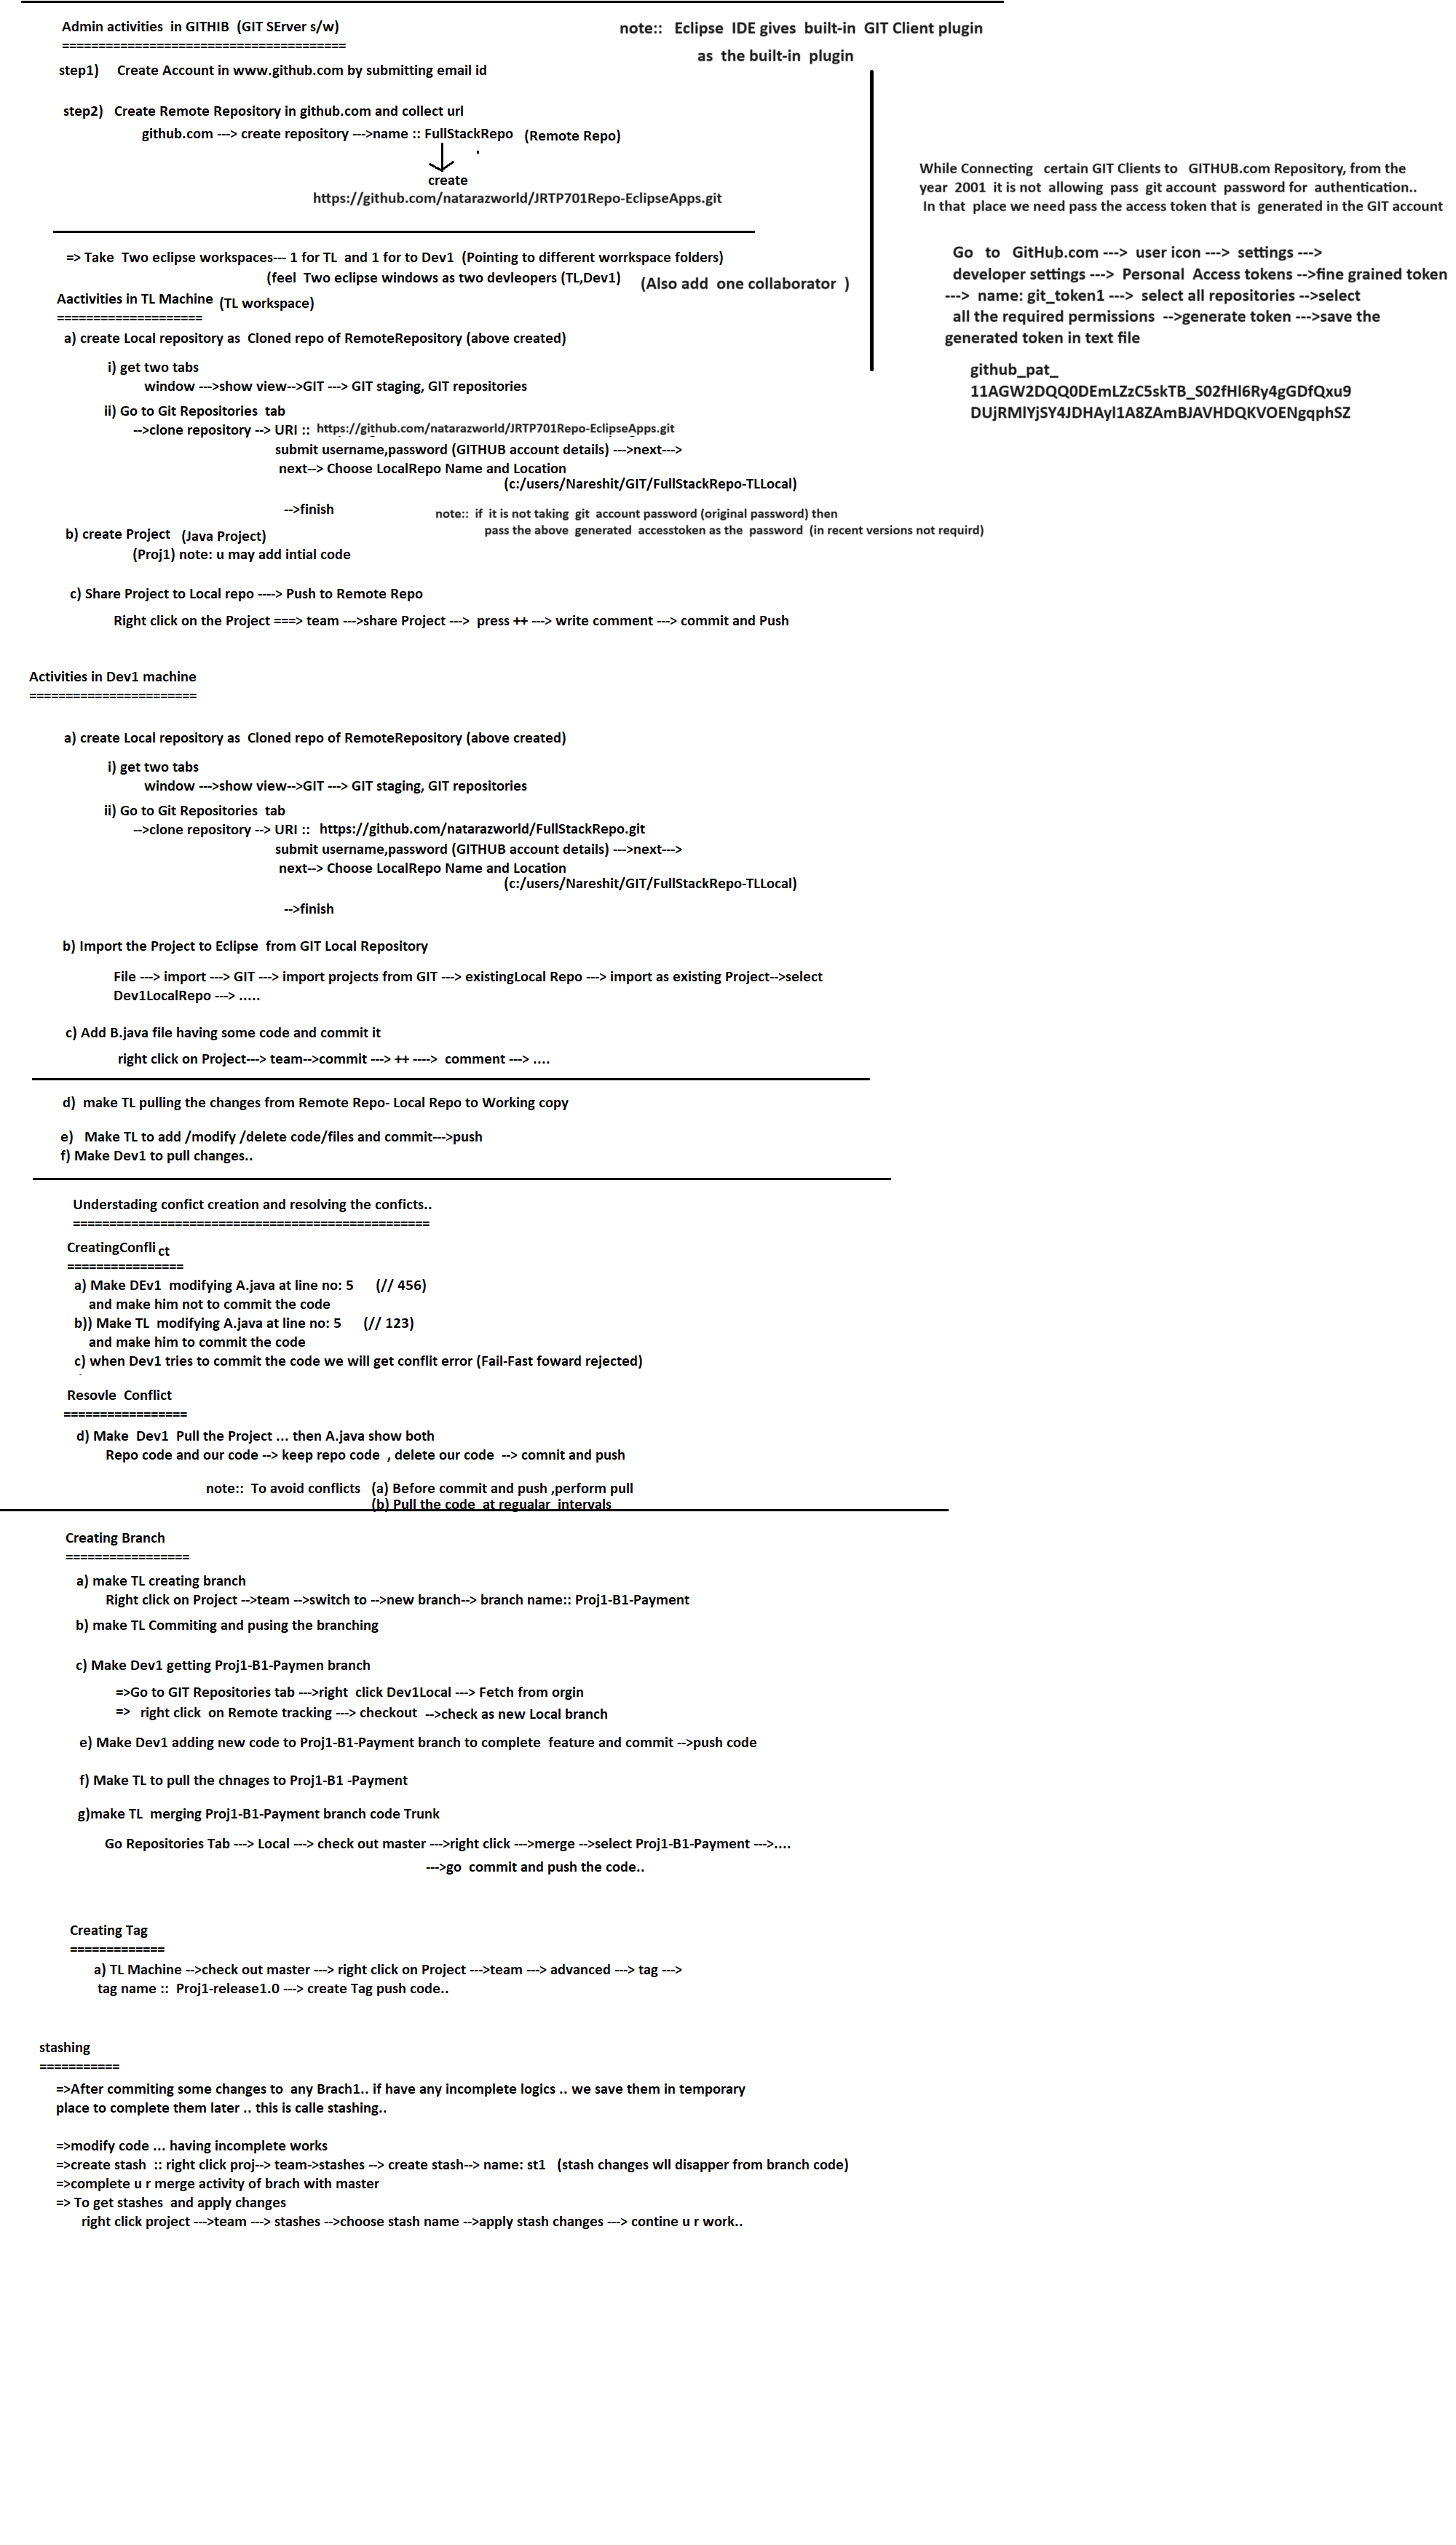 Admin activities in GITHIB (GIT SErver s/w)
=======================================
note:: Eclipse IDE gives built-in GIT Client plugin
as the built-in plugin
step1) Create Account in www.github.com by submitting email id
step2) Create Remote Repository in github.com and collect url
github.com ---> create repository --->name :: FullStackRepo (Remote Repo)
create
https://github.com/natarazworld/JRTP701Repo-EclipseApps.git
While Connecting certain GIT Clients to GITHUB.com Repository, from the
year 2001 it is not allowing pass git account password for authentication..
In that place we need pass the access token that is generated in the GIT account
Go to GitHub.com ---> user icon ---> settings --->
developer settings ---> Personal Access tokens -->fine grained token
---> name: git_token1 ---> select all repositories -->select
all the required permissions -->generate token --->save the
generated token in text file
github_pat_
11AGW2DQQ0DEmLZzC5skTB_S02fHl6Ry4gGDfQxu9
DUjRMlYjSY4JDHAyl1A8ZAmBJAVHDQKVOENgqphSZ
=> Take Two eclipse workspaces--- 1 for TL and 1 for to Dev1 (Pointing to different worrkspace folders)
(feel Two eclipse windows as two devleopers (TL,Dev1) (Also add one collaborator )
Aactivities in TL Machine (TL workspace)
====================
a) create Local repository as Cloned repo of RemoteRepository (above created)
i) get two tabs
window --->show view-->GIT ---> GIT staging, GIT repositories
ii) Go to Git Repositories tab
-->clone repository --> URI :: https://github.com/natarazworld/JRTP701Repo-EclipseApps.git
submit username,password (GITHUB account details) --->next--->
next--> Choose LocalRepo Name and Location
(c:/users/Nareshit/GIT/FullStackRepo-TLLocal)
-->finish
note:: if it is not taking git account password (original password) then
pass the above generated accesstoken as the password (in recent versions not requird)
b) create Project (Java Project)
(Proj1) note: u may add intial code
c) Share Project to Local repo ----> Push to Remote Repo
Right click on the Project ===> team --->share Project ---> press ++ ---> write comment ---> commit and Push
Activities in Dev1 machine
=======================
a) create Local repository as Cloned repo of RemoteRepository (above created)
i) get two tabs
window --->show view-->GIT ---> GIT staging, GIT repositories
ii) Go to Git Repositories tab
-->clone repository --> URI :: https://github.com/natarazworld/FullStackRepo.git
submit username,password (GITHUB account details) --->next--->
next--> Choose LocalRepo Name and Location
(c:/users/Nareshit/GIT/FullStackRepo-TLLocal)
-->finish
b) Import the Project to Eclipse from GIT Local Repository
File ---> import ---> GIT ---> import projects from GIT ---> existingLocal Repo ---> import as existing Project-->select
Dev1LocalRepo ---> .....
c) Add B.java file having some code and commit it
right click on Project---> team-->commit ---> ++ ----> comment ---> ....
d) make TL pulling the changes from Remote Repo- Local Repo to Working copy
e) Make TL to add /modify /delete code/files and commit--->push
f) Make Dev1 to pull changes..
Understading confict creation and resolving the conficts..
=================================================
CreatingConflict
================
a) Make DEv1 modifying A.java at line no: 5 (// 456)
and make him not to commit the code
b)) Make TL modifying A.java at line no: 5 (// 123)
and make him to commit the code
c) when Dev1 tries to commit the code we will get conflit error (Fail-Fast foward rejected)
Resovle Conflict
=================
d) Make Dev1 Pull the Project ... then A.java show both
Repo code and our code --> keep repo code , delete our code --> comnit and push
note:: To avoid conflicts (a) Before commit and push ,perform pull
(b) Pull the code at regualar intervals
Creating Branch
=================
a) make TL creating branch
Right click on Project -->team -->switch to -->new branch--> branch name:: Proj1-B1-Payment
b) make TL Commiting and pusing the branching
c) Make Dev1 getting Proj1-B1-Paymen branch
=>Go to GIT Repositories tab --->right click Dev1Local ---> Fetch from orgin
=> right click on Remote tracking ---> checkout -->check as new Local branch
e) Make Dev1 adding new code to Proj1-B1-Payment branch to complete feature and commit -->push code
f) Make TL to pull the chnages to Proj1-B1 -Payment
g)make TL merging Proj1-B1-Payment branch code Trunk
Go Repositories Tab ---> Local ---> check out master --->right click --->merge -->select Proj1-B1-Payment --->....
--->go commit and push the code..
Creating Tag
=============
a) TL Machine -->check out master ---> right click on Project --->team ---> advanced ---> tag --->
tag name :: Proj1-release1.0 ---> create Tag push code..
stashing
===========
=>After commiting some changes to any Brach1.. if have any incomplete logics .. we save them in temporary
place to complete them later .. this is calle stashing..
=>modify code ... having incomplete works
=>create stash :: right click proj--> team->stashes --> create stash--> name: st1 (stash changes wll disapper from branch code)
=>complete u r merge activity of brach with master
=> To get stashes and apply changes
right click project --->team ---> stashes -->choose stash name -->apply stash changes ---> contine u r work..